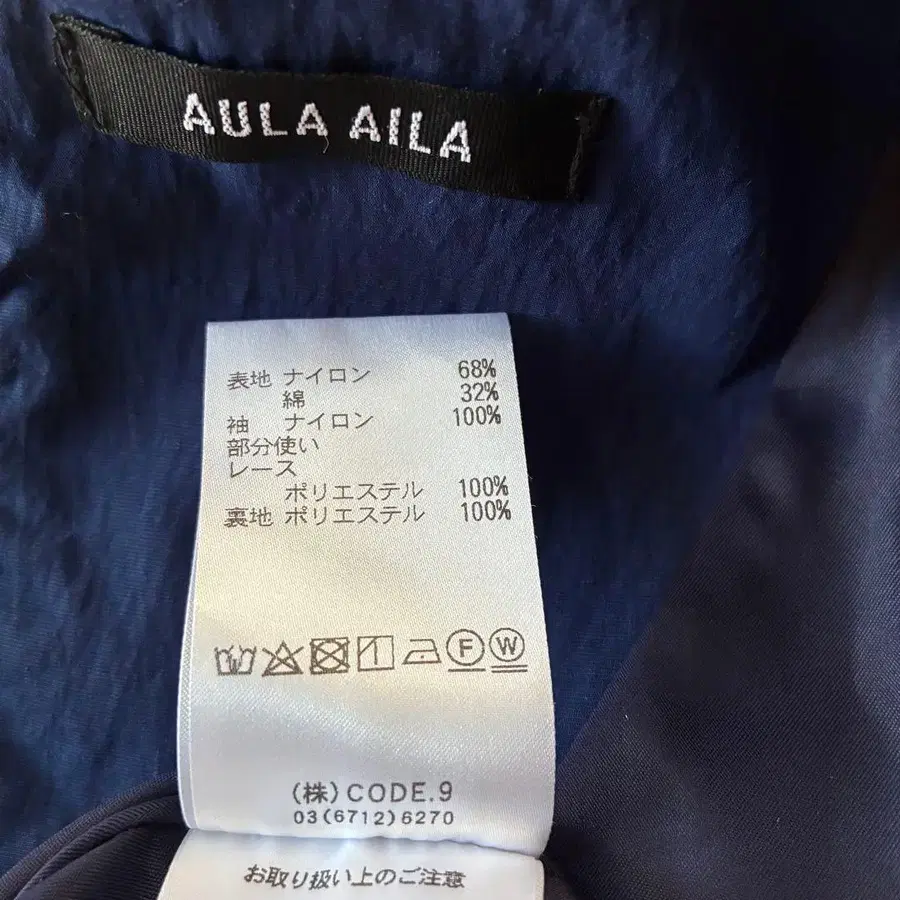 AULA AILA
表地 ナイロン 68%
綿 32%
袖 ナイロン 100%
部分使い
レース
ポリエステル 100%
裏地 ポリエステル 100%
W F W
(株)CODE.9
03(6712)6270
お取り扱い上のご注意